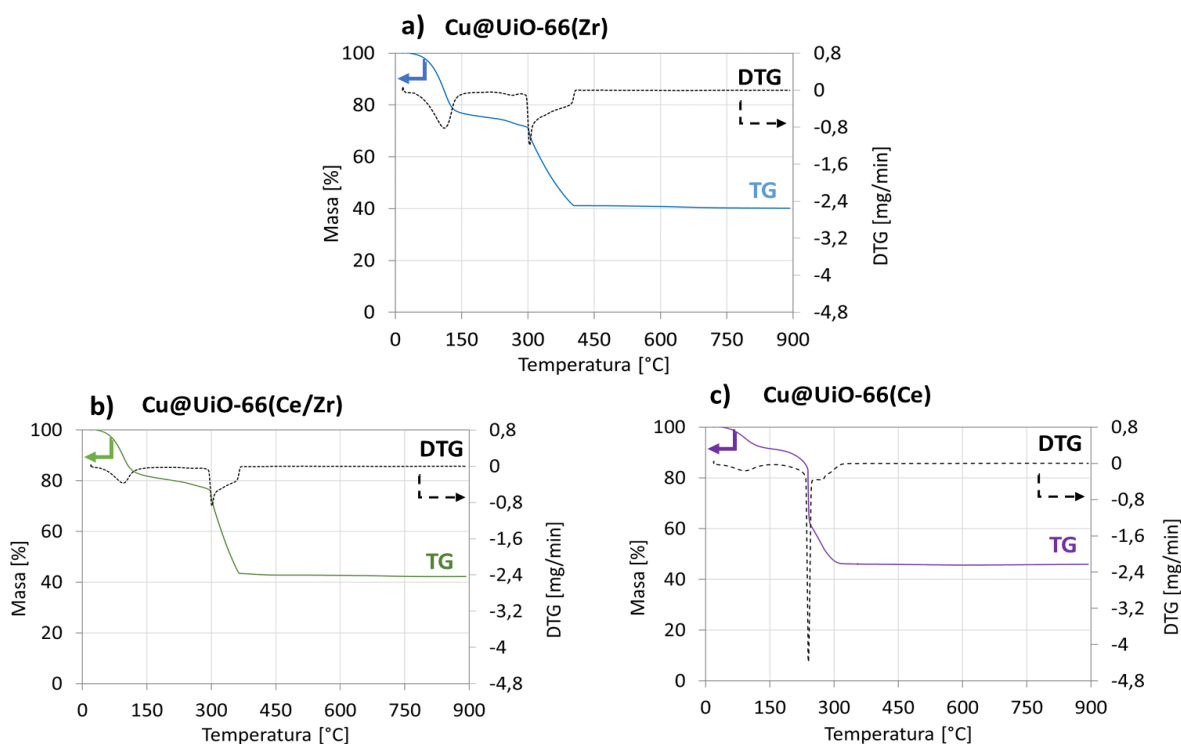 a) Cu@UiO-66(Zr)
100
80
60
40
20
0
Masa [%]
0 150 300 450 600 750 900
Temperatura [°C]
0,8
0
-0,8
-1,6
-2,4
-3,2
-4
-4,8
DTG [mg/min]
DTG
TG
b) Cu@UiO-66(Ce/Zr)
100
80
60
40
20
0
Masa [%]
0 150 300 450 600 750 900
Temperatura [°C]
0,8
0
-0,8
-1,6
-2,4
-3,2
-4
-4,8
DTG [mg/min]
DTG
TG
c) Cu@UiO-66(Ce)
100
80
60
40
20
0
Masa [%]
0 150 300 450 600 750 900
Temperatura [°C]
0,8
0
-0,8
-1,6
-2,4
-3,2
-4
-4,8
DTG [mg/min]
DTG
TG